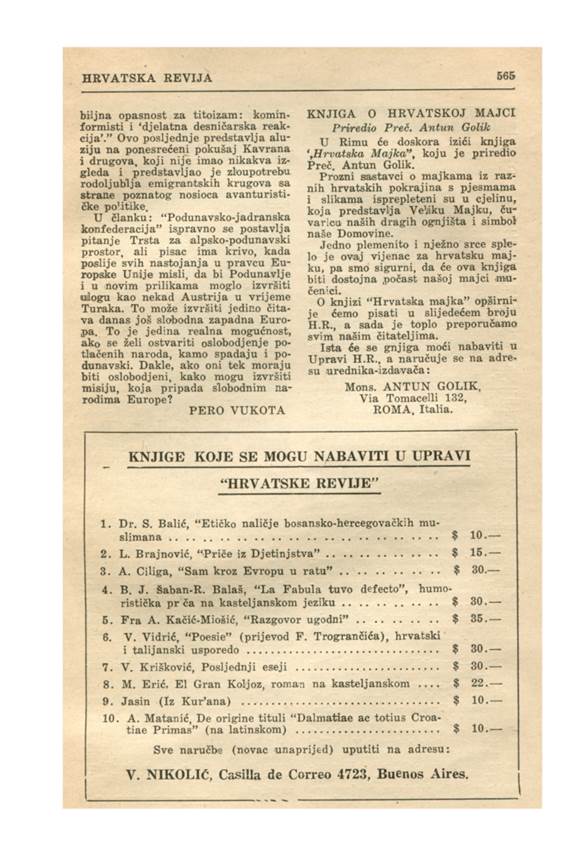 HRVATSKA REVIJA 565
biljna opasnost za titoizam: komin-
formisti i 'djelatna desničarska reak-
cija'." Ovo posljednje predstavlja alu-
ziju na ponesrećeni pokušaj Kavrana
i drugova, koji nije imao nikakva iz-
gleda i predstavljao je zloupotrebu
rodoljublja emigrantskih krugova sa
strane poznatog nosioca avanturisti-
čke politike.
U članku: "Podunavsko-jadranska
konfederacija" ispravno se postavlja
pitanje Trsta za alpsko-podunavski
prostor, ali pisac ima krivo, kada
poslije svih nastojanja u pravcu Eu-
ropske Unije misli, da bi Podunavlje
i u novim prilikama moglo izvršiti
ulogu kao nekad Austrija u vrijeme
Turaka. To može izvršiti jedino čita-
va danas još slobodna zapadna Euro-
pa. To je jedina realna mogućnost,
ako se želi ostvariti oslobodjenje po-
tlačenih naroda, kamo spadaju i po-
dunavski. Dakle, ako oni tek moraju
biti oslobodjeni, kako mogu izvršiti
misiju, koja pripada slobodnim na-
rodima Europe?
PERO VUKOTA
KNJIGA O HRVATSKOJ MAJCI
Priredio Preč. Antun Golik
U Rimu će doskora izići knjiga
"Hrvatska Majka", koju je priredio
Preč. Antun Golik.
Prozni sastavci o majkama iz raz-
nih hrvatskih pokrajina s pjesmama
i slikama isprepleteni su u cjelinu,
koja predstavlja Veliku Majku, ču-
varicu naših dragih ognjišta i simbol
naše Domovine.
Jedno plemenito i nježno srce sple-
lo je ovaj vijenac za hrvatsku maj-
ku, pa smo sigurni, da će ova knjiga
biti dostojna počast našoj majci mu-
čenici.
O knjizi "Hrvatska majka" opširni-
je ćemo pisati u slijedećem broju
H.R., a sada je toplo preporučamo
svim našim čitateljima.
Ista će se gnjiga moći nabaviti u
Upravi H.R., a naručuje se na adre-
su urednika-izdavača:
Mons. ANTUN GOLIK,
Via Tomacelli 132,
ROMA, Italia.
KNJIGE KOJE SE MOGU NABAVITI U UPRAVI
"HRVATSKE REVIJE"
1. Dr. S. Balić, "Etičko naličje bosansko-hercegovačkih mu-
slimana .................................... $ 10.—
2. L. Brajnović, "Priče iz Djetinjstva" ................ $ 15.—
3. A. Ciliga, "Sam kroz Evropu u ratu" .............. $ 30.—
4. B. J. Šaban-R. Balaš, "La Fabula tuvo defecto", humo-
ristička pr ča na kasteljanskom jeziku .............. $ 30.—
5. Fra A. Kačić-Miošić, "Razgovor ugodni" ............ $ 35.—
6. V. Vidrić, "Poesie" (prijevod F. Trogrančića), hrvatski
i talijanski usporedo ............................ $ 30.—
7. V. Krišković, Posljednji eseji ...................... $ 30.—
8. M. Erić. El Gran Koljoz, roman na kasteljanskom .... $ 22.—
9. Jasin (Iz Kur'ana) .............................. $ 10.—
10. A. Matanić, De origine tituli "Dalmatiae ac totius Croa-
tiae Primas" (na latinskom) ...................... $ 10.—
Sve naručbe (novac unaprijed) uputiti na adresu:
V. NIKOLIĆ, Casilla de Correo 4723, Buenos Aires.